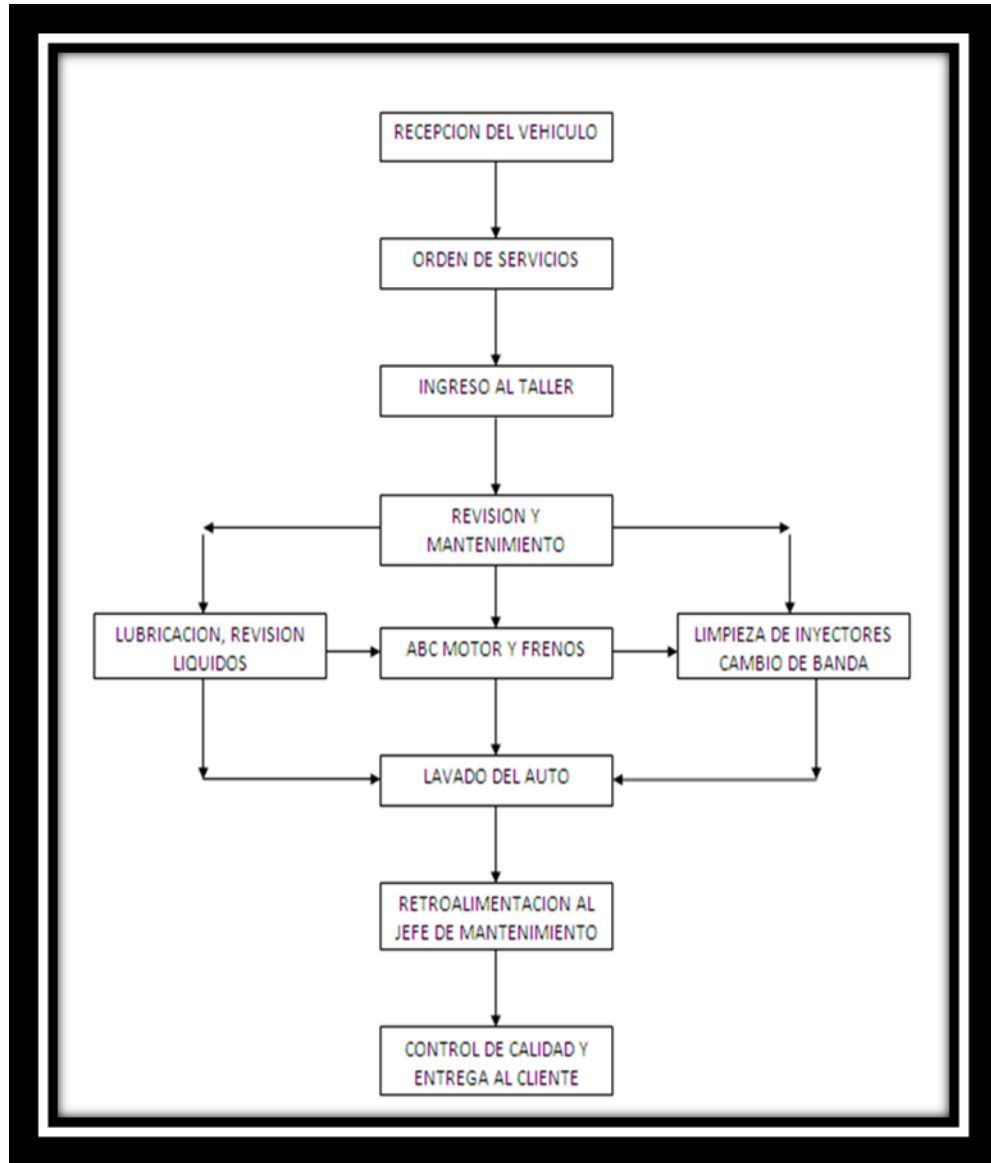 RECEPCION DEL VEHICULO
ORDEN DE SERVICIOS
INGRESO AL TALLER
REVISION Y
MANTENIMIENTO
LUBRICACION, REVISION
LIQUIDOS
ABC MOTOR Y FRENOS
LIMPIEZA DE INYECTORES
CAMBIO DE BANDA
LAVADO DEL AUTO
RETROALIMENTACION AL
JEFE DE MANTENIMIENTO
CONTROL DE CALIDAD Y
ENTREGA AL CLIENTE